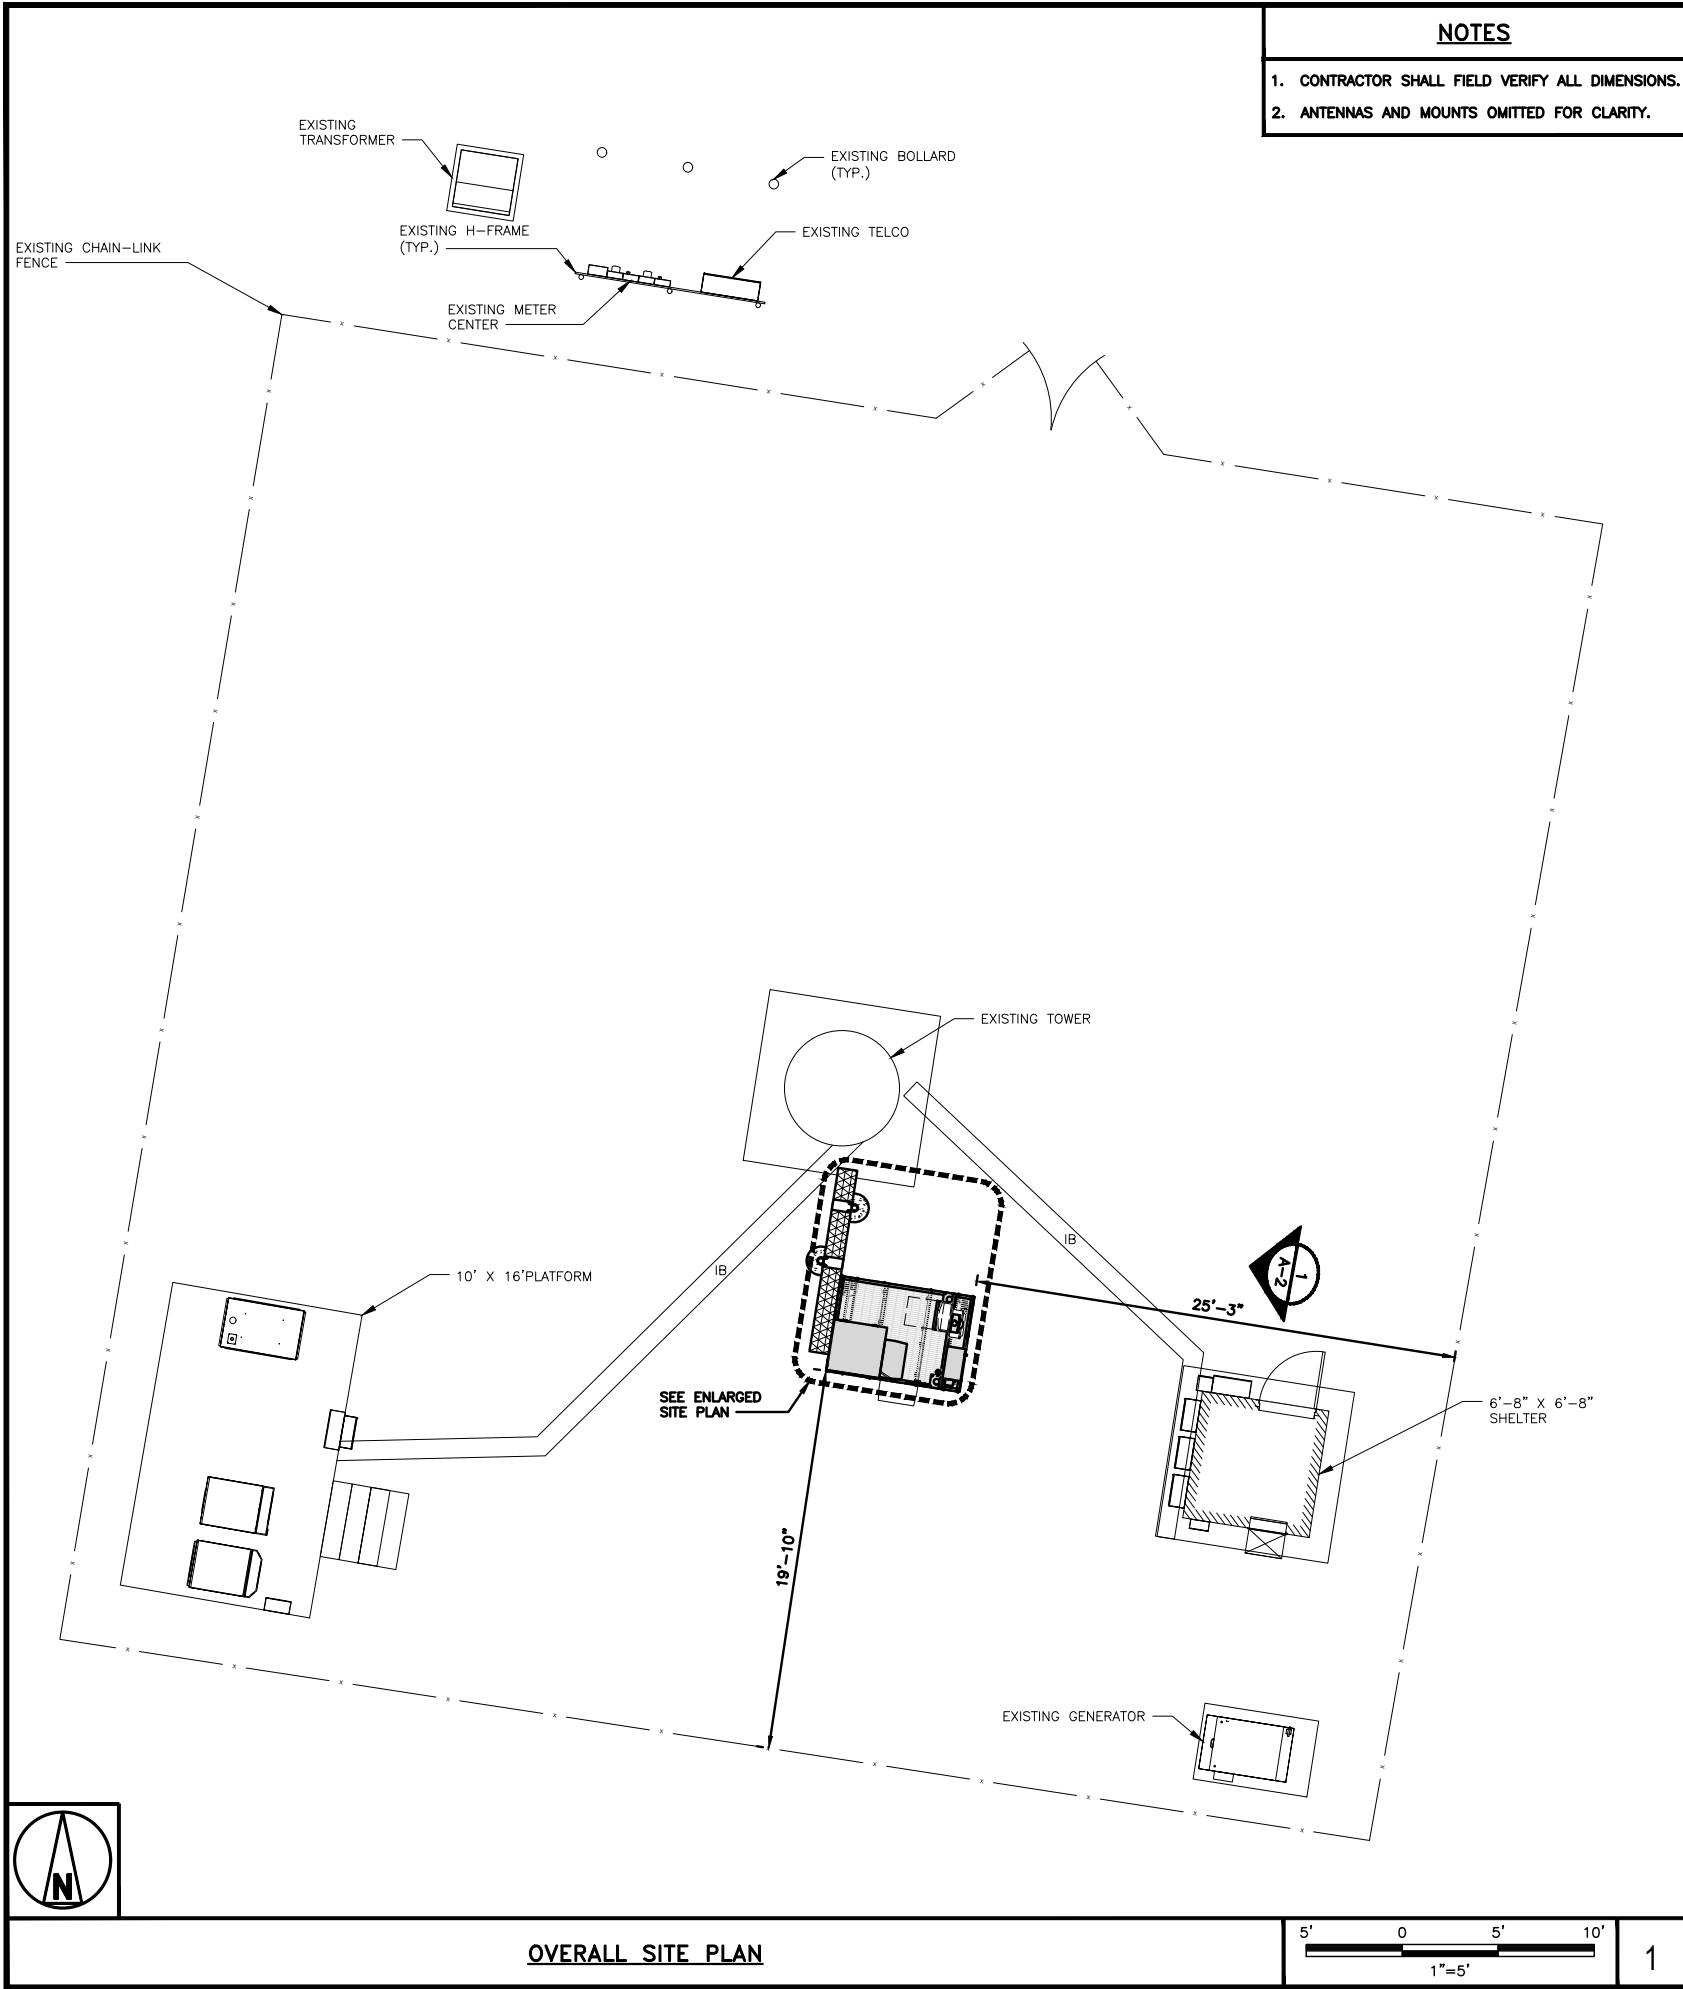 NOTES
1. CONTRACTOR SHALL FIELD VERIFY ALL DIMENSIONS.
2. ANTENNAS AND MOUNTS OMITTED FOR CLARITY.
EXISTING
TRANSFORMER
EXISTING BOLLARD
(TYP.)
EXISTING H-FRAME
(TYP.)
EXISTING TELCO
EXISTING CHAIN-LINK
FENCE
EXISTING METER
CENTER
EXISTING TOWER
IB
IB
1
A-2
10' X 16'PLATFORM
25'-3"
SEE ENLARGED
SITE PLAN
6'-8" X 6'-8"
SHELTER
19'-10"
EXISTING GENERATOR
N
OVERALL SITE PLAN
5' 0 5' 10'
1"=5'
1